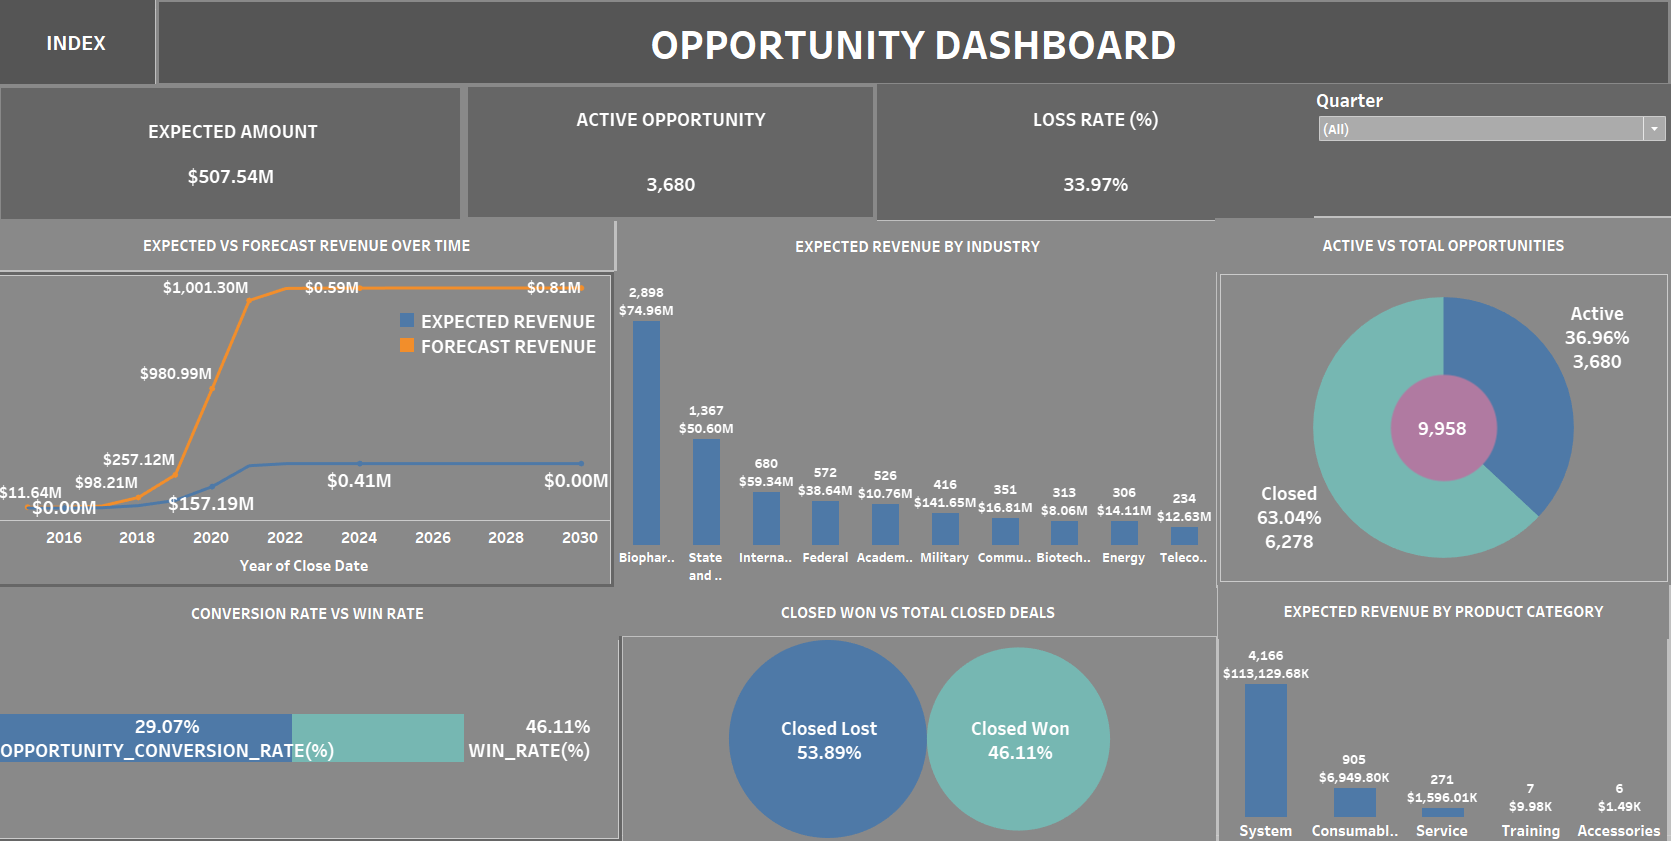 INDEX
OPPORTUNITY DASHBOARD
EXPECTED AMOUNT
$507.54M
ACTIVE OPPORTUNITY
3,680
LOSS RATE (%)
33.97%
Quarter
(All)
EXPECTED VS FORECAST REVENUE OVER TIME
$1,001.30M
$0.59M
$0.81M
EXPECTED REVENUE
FORECAST REVENUE
$980.99M
$257.12M
$98.21M
$11.64M
$0.00M
$157.19M
$0.41M
$0.00M
2016 2018 2020 2022 2024 2026 2028 2030
Year of Close Date
EXPECTED REVENUE BY INDUSTRY
2,898
$74.96M
1,367
$50.60M
680
$59.34M
572
$38.64M
526
$10.76M
416
$141.65M
351
$16.81M
313
$8.06M
306
$14.11M
234
$12.63M
Biophar..
State
and ..
Interna..
Federal
Academ..
Military
Commu..
Biotech..
Energy
Teleco..
ACTIVE VS TOTAL OPPORTUNITIES
Active
36.96%
3,680
9,958
Closed
63.04%
6,278
CONVERSION RATE VS WIN RATE
29.07%
OPPORTUNITY_CONVERSION_RATE(%)
46.11%
WIN_RATE(%)
CLOSED WON VS TOTAL CLOSED DEALS
Closed Lost
53.89%
Closed Won
46.11%
EXPECTED REVENUE BY PRODUCT CATEGORY
4,166
$113,129.68K
905
$6,949.80K
271
$1,596.01K
7
$9.98K
6
$1.49K
System
Consumabl..
Service
Training
Accessories